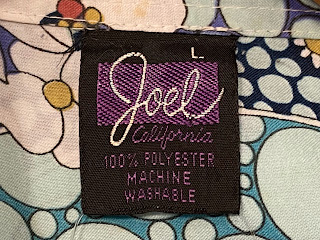 L
Joel
California
100% POLYESTER
MACHINE
WASHABLE